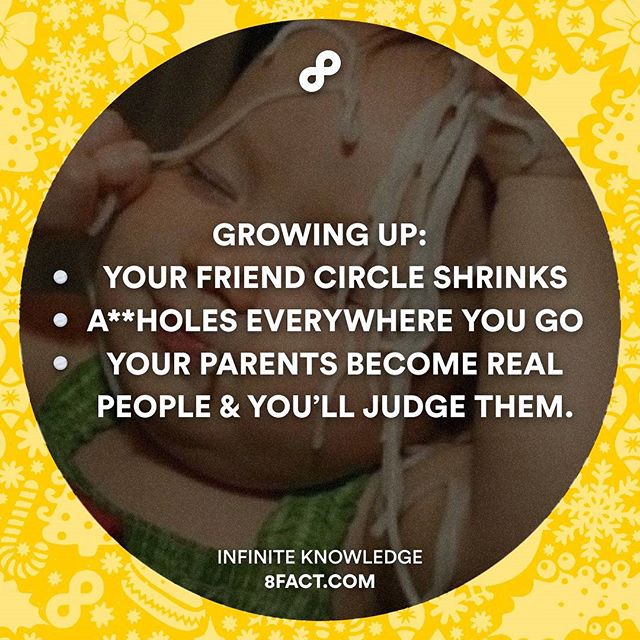 GROWING UP:
• YOUR FRIEND CIRCLE SHRINKS
• A**HOLES EVERYWHERE YOU GO
• YOUR PARENTS BECOME REAL
PEOPLE & YOU’LL JUDGE THEM.
INFINITE KNOWLEDGE
8FACT.COM